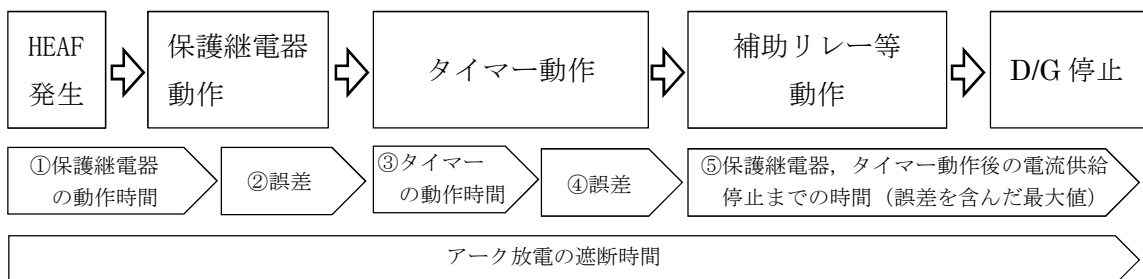 HEAF
発生
保護継電器
動作
タイマー動作
補助リレー等
動作
D/G 停止
①保護継電器
の動作時間
②誤差
③タイマー
の動作時間
④誤差
⑤保護継電器，タイマー動作後の電流供給
停止までの時間（誤差を含んだ最大値）
アーク放電の遮断時間